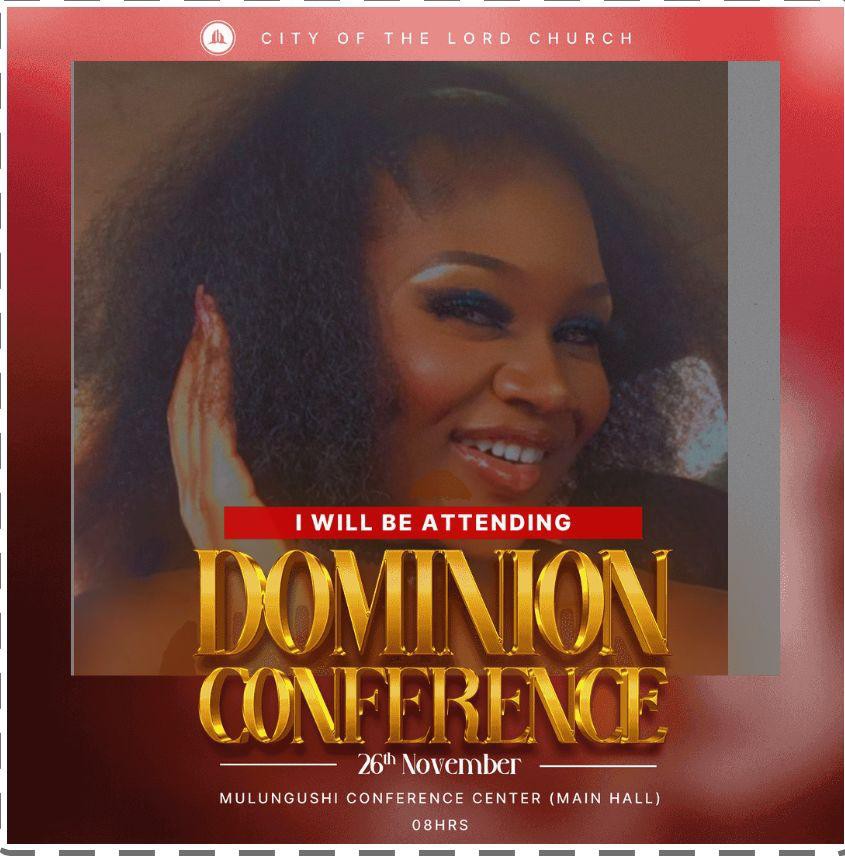 CITY OF THE LORD CHURCH
I WILL BE ATTENDING
DOMINION
CONFERENCE
26th November
MULUNGUSHI CONFERENCE CENTER (MAIN HALL)
08HRS